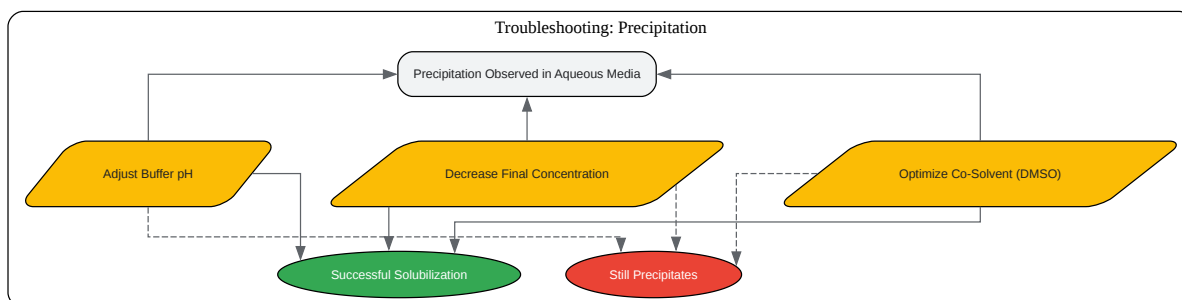 Troubleshooting: Precipitation
Precipitation Observed in Aqueous Media
Adjust Buffer pH
Decrease Final Concentration
Optimize Co-Solvent (DMSO)
Successful Solubilization
Still Precipitates